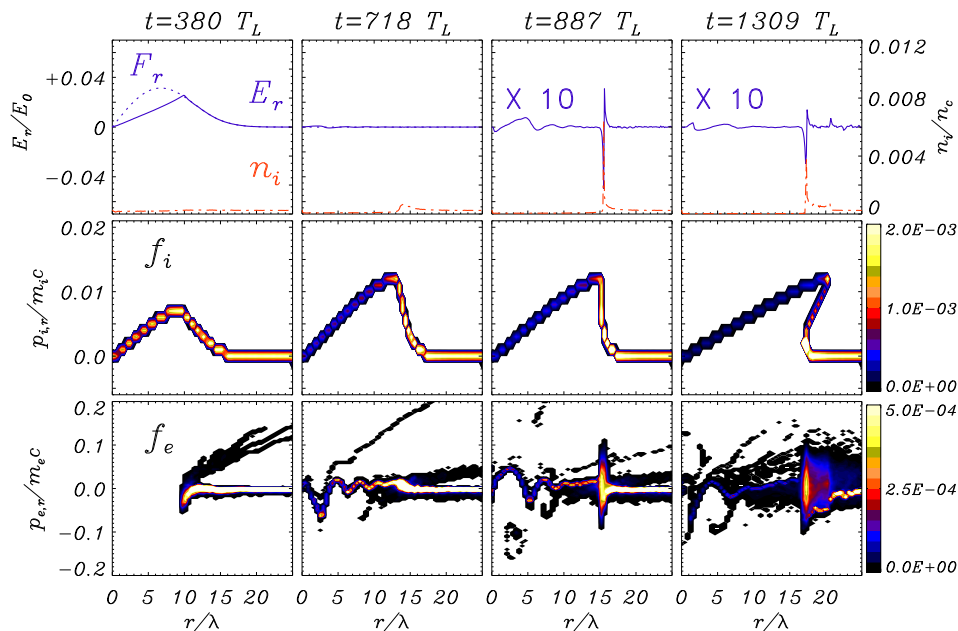 t=380 T_L t=718 T_L t=887 T_L t=1309 T_L
E_r/E_0
+0.04
0
-0.04
F_r
E_r
n_i
X 10
X 10
0.012
0.008
0.004
0
n_i/n_c
p_{i,r}/m_i c
0.02
0.01
0.0
f_i
2.0E-03
1.0E-03
0.0E+00
p_{e,r}/m_e c
0.2
0.1
0.0
-0.1
-0.2
f_e
5.0E-04
2.5E-04
0.0E+00
0 5 10 15 20 0 5 10 15 20 0 5 10 15 20 0 5 10 15 20
r/λ r/λ r/λ r/λ